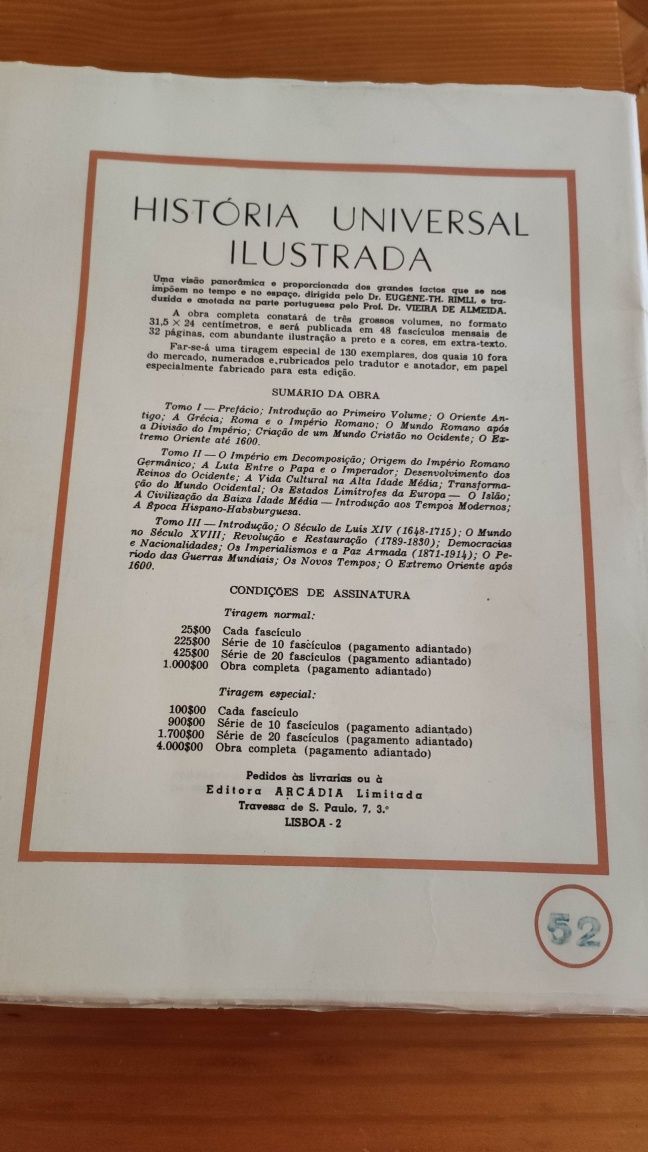 HISTÓRIA UNIVERSAL
ILUSTRADA
Uma visão panorâmica e proporcionada dos grandes factos que se nos
impõem no tempo e no espaço, dirigida pelo Dr. EUGÈNE-TH. RIMLI, e tra-
duzida e anotada na parte portuguesa pelo Prof. Dr. VIEIRA DE ALMEIDA.
A obra completa constará de três grossos volumes, no formato
31,5 × 24 centímetros, e será publicada em 48 fascículos mensais de
32 páginas, com abundante ilustração a preto e a cores, em extra-texto.
Far-se-á uma tiragem especial de 130 exemplares, dos quais 10 fora
do mercado, numerados e rubricados pelo tradutor e anotador, em papel
especialmente fabricado para esta edição.
SUMÁRIO DA OBRA
Tomo I — Prefácio; Introdução ao Primeiro Volume; O Oriente An-
tigo; A Grécia; Roma e o Império Romano; O Mundo Romano após
a Divisão do Império; Criação de um Mundo Cristão no Ocidente; O Ex-
tremo Oriente até 1600.
Tomo II — O Império em Decomposição; Origem do Império Romano
Germânico; A Luta Entre o Papa e o Imperador; Desenvolvimento dos
Reinos do Ocidente; A Vida Cultural na Alta Idade Média; Transforma-
ção do Mundo Ocidental; Os Estados Limítrofes da Europa — O Islão;
A Civilização da Baixa Idade Média — Introdução aos Tempos Modernos;
A Época Hispano-Habsburguesa.
Tomo III — Introdução; O Século de Luís XIV (1648-1715); O Mundo
no Século XVIII; Revolução e Restauração (1789-1830); Democracias
e Nacionalidades; Os Imperialismos e a Paz Armada (1871-1914); O Pe-
ríodo das Guerras Mundiais; Os Novos Tempos; O Extremo Oriente após
1600.
CONDIÇÕES DE ASSINATURA
Tiragem normal:
25$00 Cada fascículo
225$00 Série de 10 fascículos (pagamento adiantado)
425$00 Série de 20 fascículos (pagamento adiantado)
1.000$00 Obra completa (pagamento adiantado)
Tiragem especial:
100$00 Cada fascículo
900$00 Série de 10 fascículos (pagamento adiantado)
1.700$00 Série de 20 fascículos (pagamento adiantado)
4.000$00 Obra completa (pagamento adiantado)
Pedidos às livrarias ou à
Editora ARCÁDIA Limitada
Travessa de S. Paulo, 7, 3.º
LISBOA - 2
52